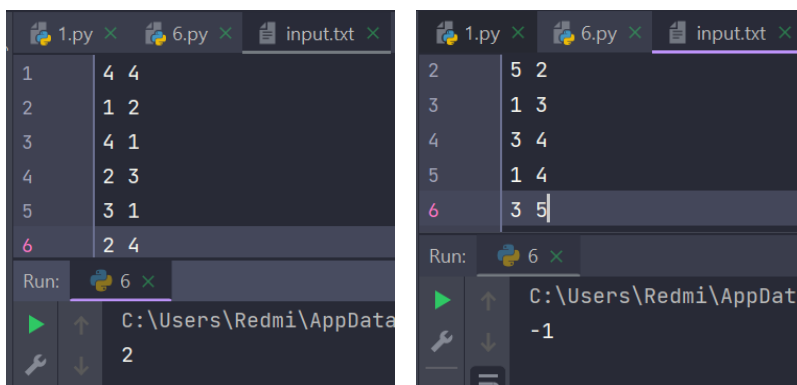 1.py × 6.py × input.txt ×
1 4 4
2 1 2
3 4 1
4 2 3
5 3 1
6 2 4
Run: 6 ×
C:\Users\Redmi\AppData
2
1.py × 6.py × input.txt ×
2 5 2
3 1 3
4 3 4
5 1 4
6 3 5
Run: 6 ×
C:\Users\Redmi\AppDat
-1